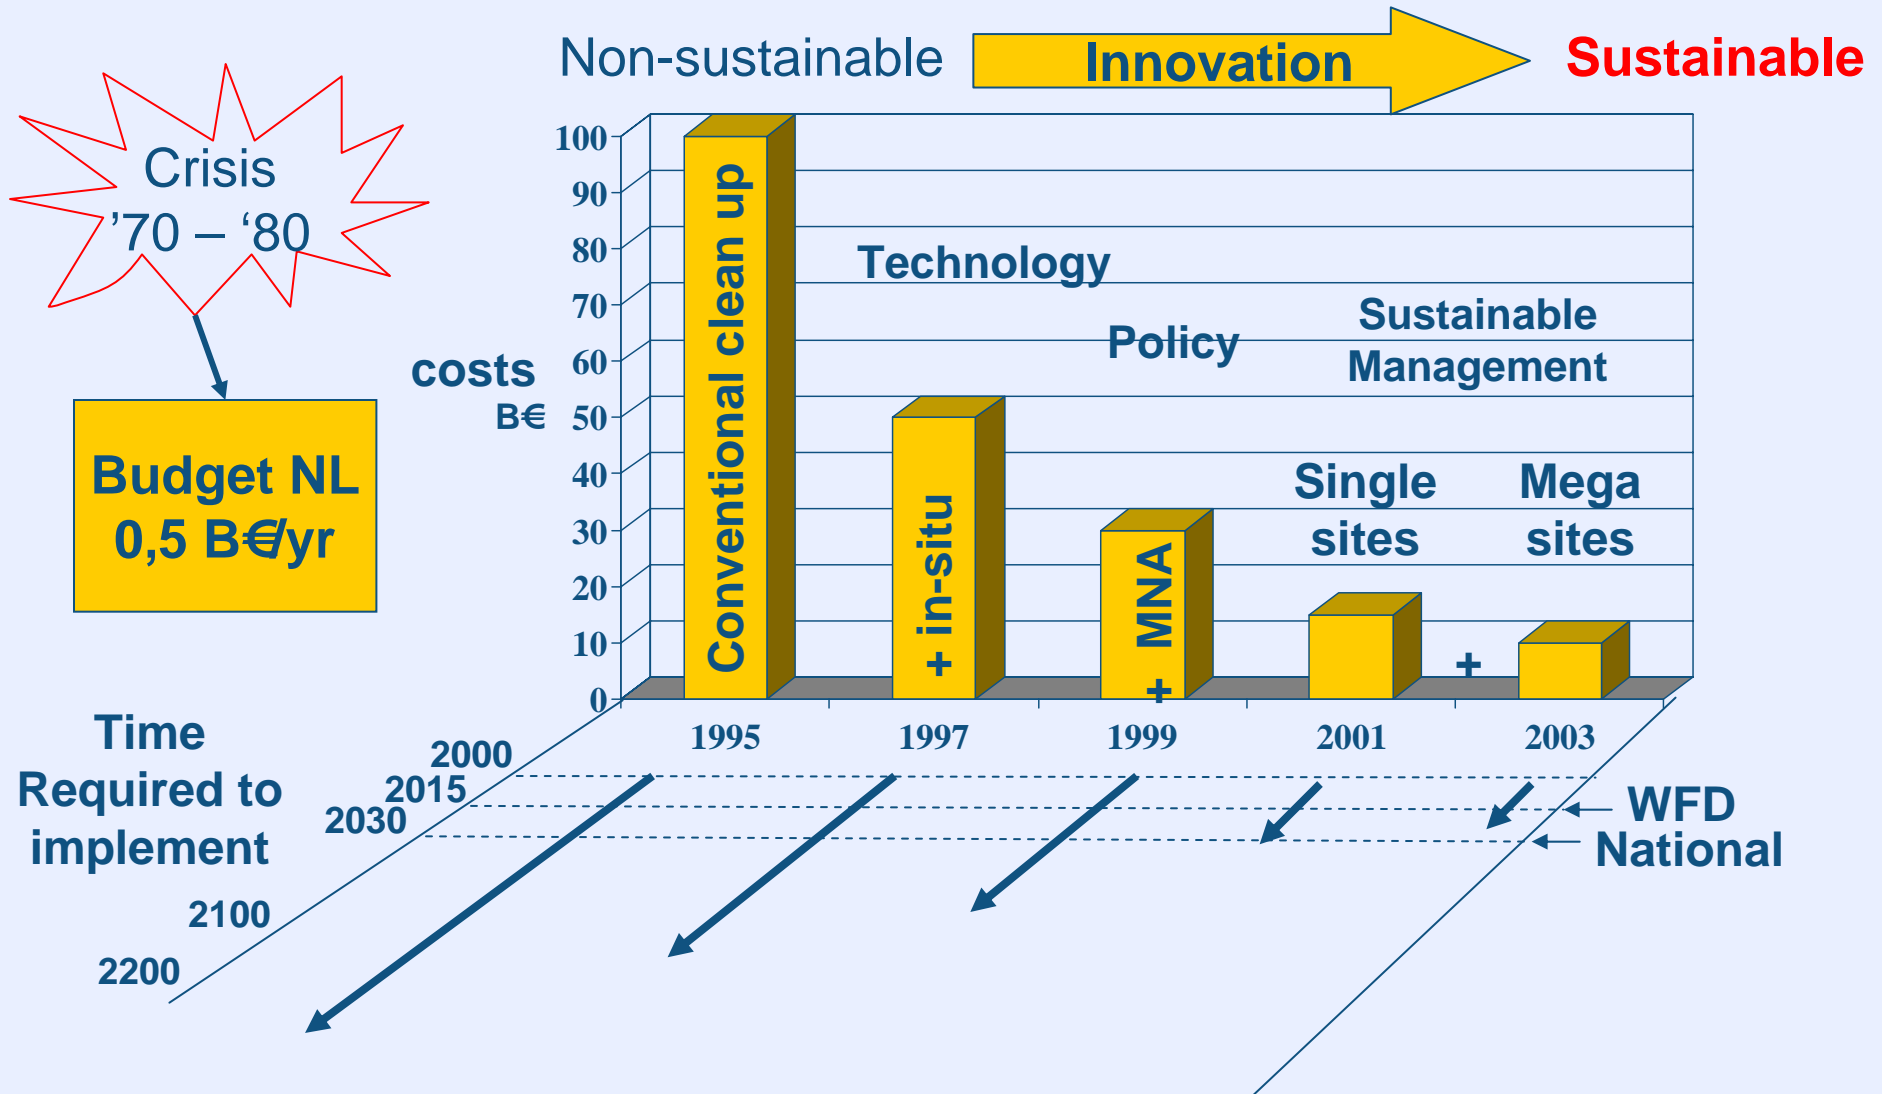 Non-sustainable
Innovation
Sustainable
Crisis
’70 – ‘80
Budget NL
0,5 B€/yr
costs
B€
100
90
80
70
60
50
40
30
20
10
0
Conventional clean up
+ in-situ
+ MNA
+
Technology
Policy
Sustainable
Management
Single
sites
Mega
sites
1995
1997
1999
2001
2003
Time
Required to
implement
2000
2015
2030
2100
2200
WFD
National